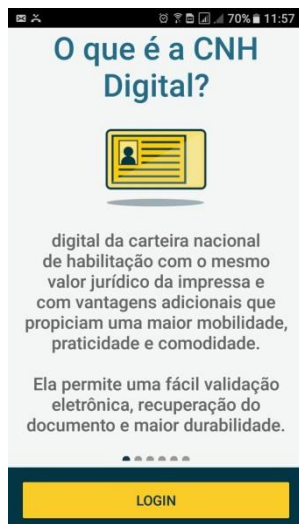 70% 11:57
O que é a CNH
Digital?
digital da carteira nacional
de habilitação com o mesmo
valor jurídico da impressa e
com vantagens adicionais que
propiciam uma maior mobilidade,
praticidade e comodidade.
Ela permite uma fácil validação
eletrônica, recuperação do
documento e maior durabilidade.
LOGIN